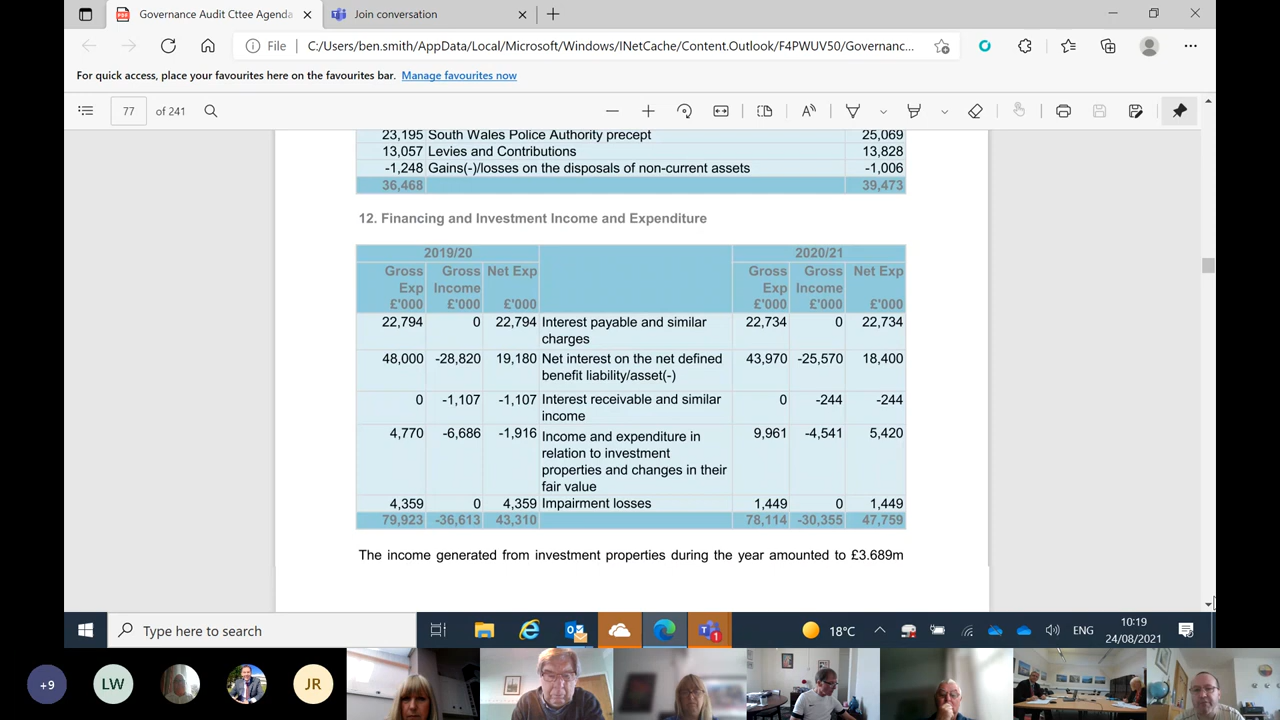 Governance Audit Cttee Agenda
Join conversation
File C:/Users/ben.smith/AppData/Local/Microsoft/Windows/INetCache/Content.Outlook/F4PWUV50/Governanc...
For quick access, place your favourites here on the favourites bar. Manage favourites now
77 of 241
23,195 South Wales Police Authority precept 25,069
13,057 Levies and Contributions 13,828
-1,248 Gains(-)/losses on the disposals of non-current assets -1,006
36,468 39,473
12. Financing and Investment Income and Expenditure
2019/20 2020/21
Gross Gross Net Exp Gross Gross Net Exp
Exp Income Exp Income
£'000 £'000 £'000 £'000 £'000 £'000
22,794 0 22,794 Interest payable and similar 22,734 0 22,734
charges
48,000 -28,820 19,180 Net interest on the net defined 43,970 -25,570 18,400
benefit liability/asset(-)
0 -1,107 -1,107 Interest receivable and similar 0 -244 -244
income
4,770 -6,686 -1,916 Income and expenditure in 9,961 -4,541 5,420
relation to investment
properties and changes in their
fair value
4,359 0 4,359 Impairment losses 1,449 0 1,449
79,923 -36,613 43,310 78,114 -30,355 47,759
The income generated from investment properties during the year amounted to £3.689m
Type here to search
1
18°C
ENG
10:19
24/08/2021
+9
LW
JR